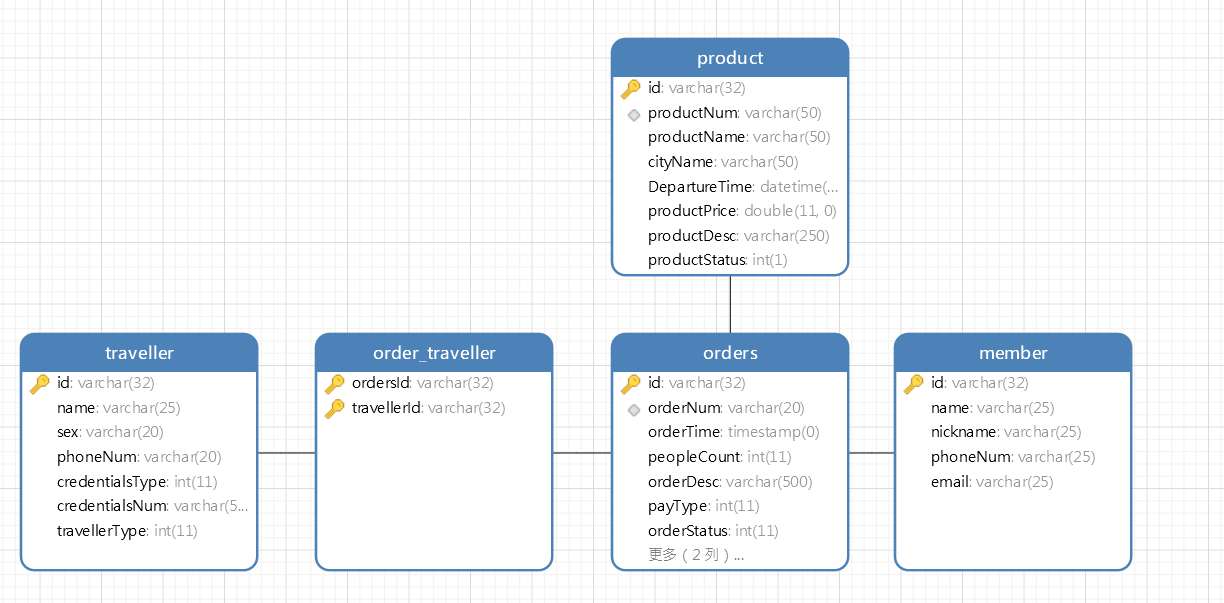 product
id: varchar(32)
productNum: varchar(50)
productName: varchar(50)
cityName: varchar(50)
DepartureTime: datetime(...
productPrice: double(11, 0)
productDesc: varchar(250)
productStatus: int(1)
traveller
id: varchar(32)
name: varchar(25)
sex: varchar(20)
phoneNum: varchar(20)
credentialsType: int(11)
credentialsNum: varchar(5...
travellerType: int(11)
order_traveller
ordersId: varchar(32)
travellerId: varchar(32)
orders
id: varchar(32)
orderNum: varchar(20)
orderTime: timestamp(0)
peopleCount: int(11)
orderDesc: varchar(500)
payType: int(11)
orderStatus: int(11)
更多（2 列）...
member
id: varchar(32)
name: varchar(25)
nickname: varchar(25)
phoneNum: varchar(25)
email: varchar(25)